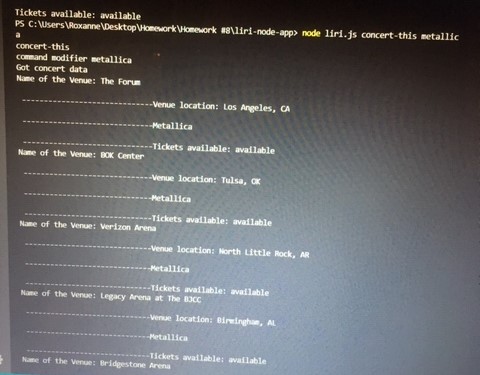 Tickets available: available
PS C:\Users\Roxanne\Desktop\Homework\Homework #8\liri-node-app> node liri.js concert-this metallic
a
concert-this
command modifier metallica
Got concert data
Name of the Venue: The Forum
----------------------------Venue location: Los Angeles, CA
----------------------------Metallica
----------------------------Tickets available: available
Name of the Venue: BOK Center
----------------------------Venue location: Tulsa, OK
----------------------------Metallica
----------------------------Tickets available: available
Name of the Venue: Verizon Arena
----------------------------Venue location: North Little Rock, AR
----------------------------Metallica
----------------------------Tickets available: available
Name of the Venue: Legacy Arena at The BJCC
----------------------------Venue location: Birmingham, AL
----------------------------Metallica
----------------------------Tickets available: available
Name of the Venue: Bridgestone Arena